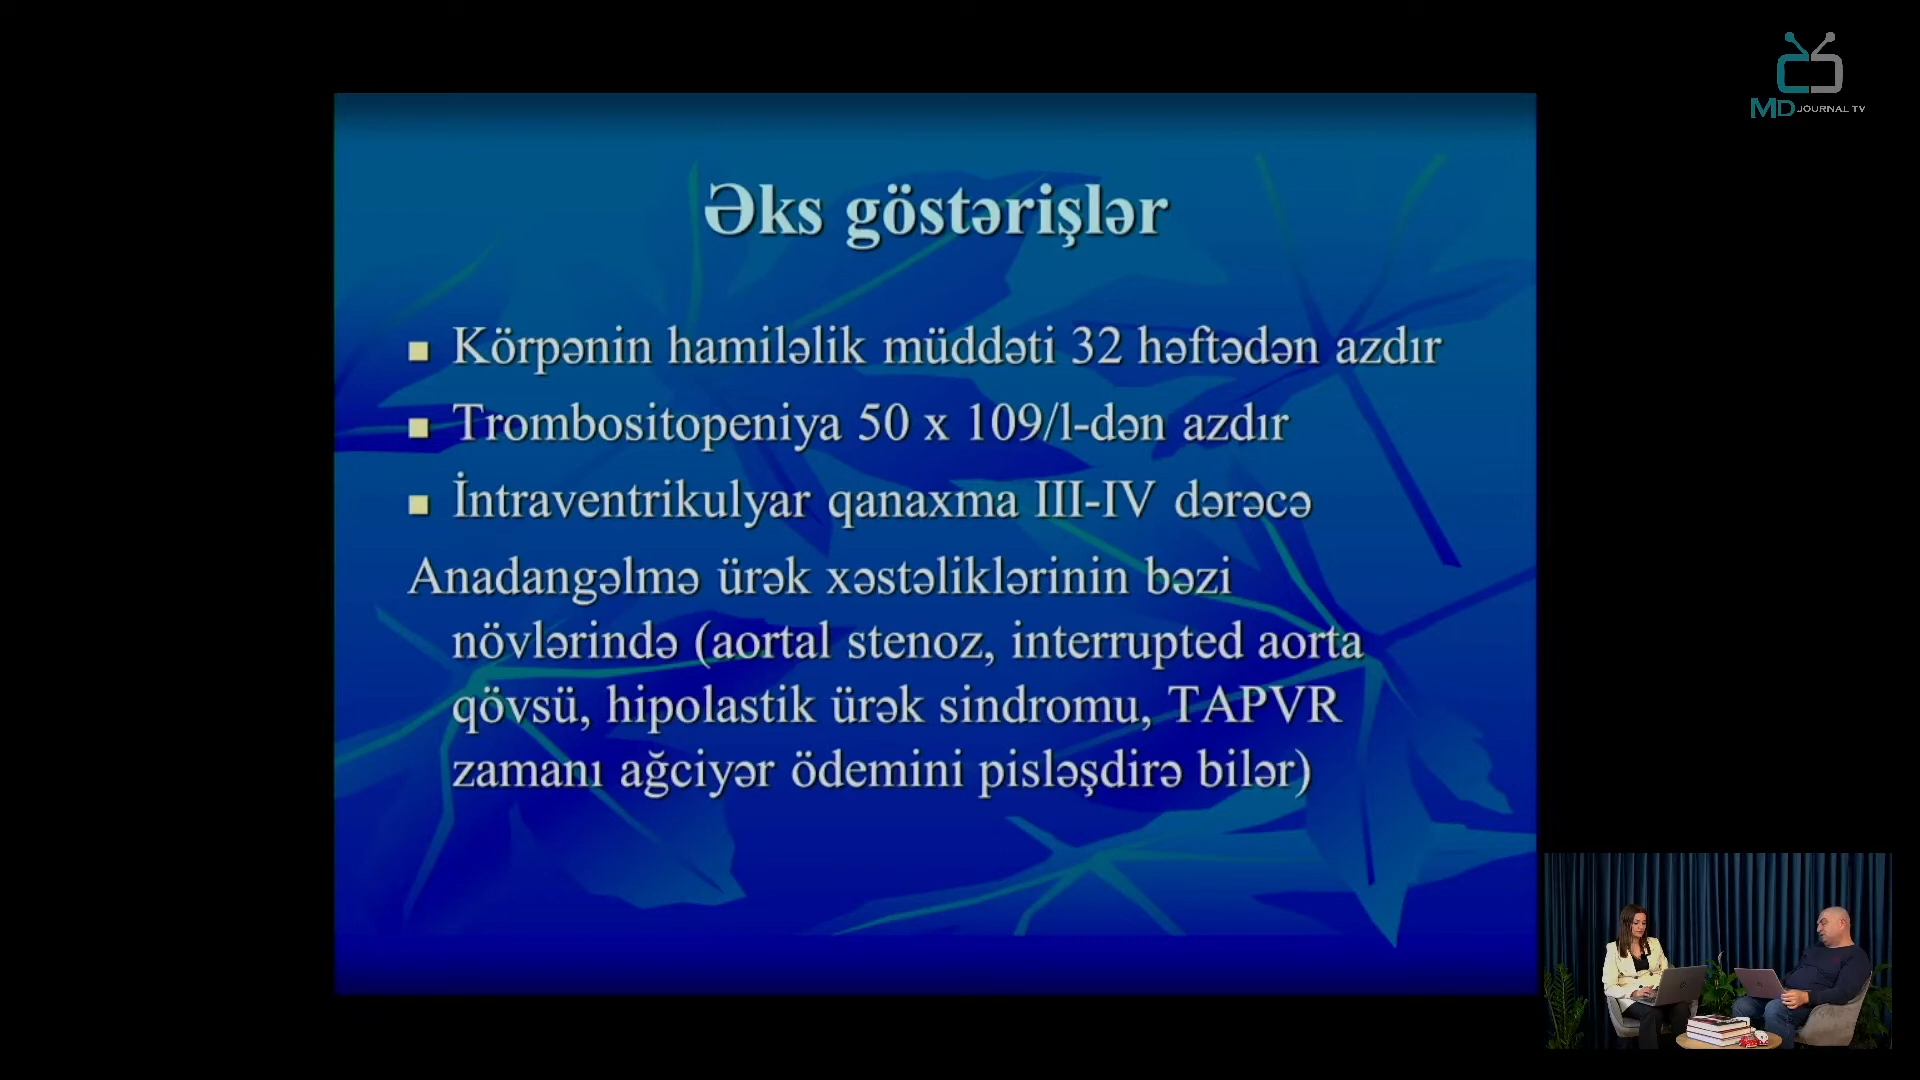 MD JOURNAL TV
Əks göstərişlər
Körpənin hamiləlik müddəti 32 həftədən azdır
Trombositopeniya 50 x 109/l-dən azdır
İntraventrikulyar qanaxma III-IV dərəcə
Anadangəlmə ürək xəstəliklərinin bəzi
növlərində (aortal stenoz, interrupted aorta
qövsü, hipolastik ürək sindromu, TAPVR
zamanı ağciyər ödemini pisləşdirə bilər)